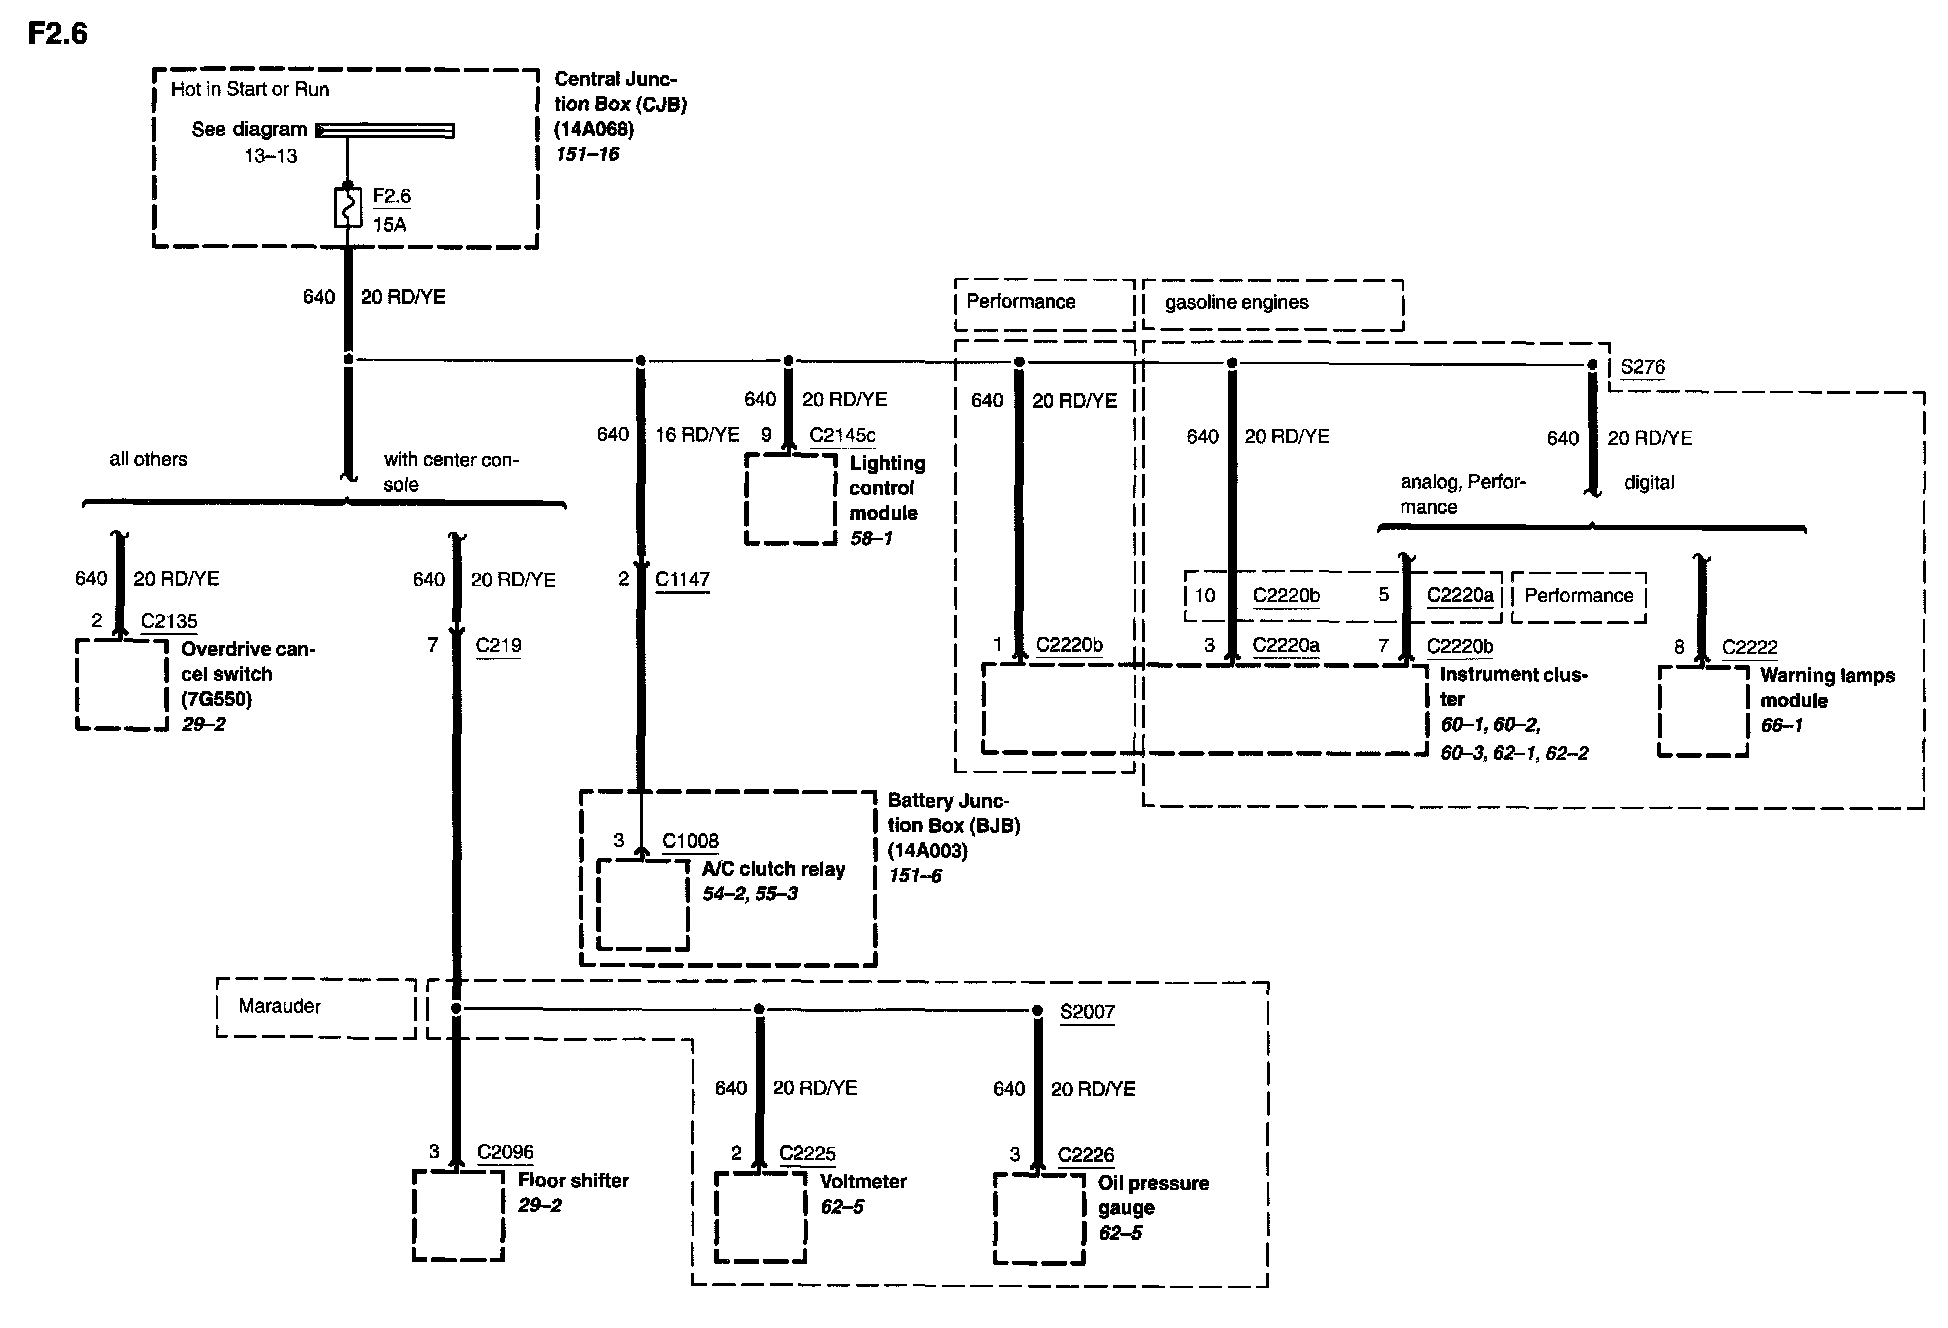 F2.6
Hot in Start or Run
See diagram
13–13
F2.6
15A
Central Junc-
tion Box (CJB)
(14A068)
151–16
640 20 RD/YE
Performance
gasoline engines
S276
640 20 RD/YE
640 20 RD/YE
640 16 RD/YE
9 C2145c
640 20 RD/YE
640 20 RD/YE
all others
with center con-
sole
Lighting
control
module
58–1
analog, Perfor-
mance
digital
640 20 RD/YE
640 20 RD/YE
2 C1147
10 C2220b
5 C2220a
Performance
2 C2135
7 C219
1 C2220b
3 C2220a
7 C2220b
8 C2222
Overdrive can-
cel switch
(7G550)
29–2
Instrument clus-
ter
60–1, 60–2,
60–3, 62–1, 62–2
Warning lamps
module
66–1
Battery Junc-
tion Box (BJB)
(14A003)
151–6
3 C1008
A/C clutch relay
54–2, 55–3
Marauder
S2007
640 20 RD/YE
640 20 RD/YE
3 C2096
2 C2225
3 C2226
Floor shifter
29–2
Voltmeter
62–5
Oil pressure
gauge
62–5